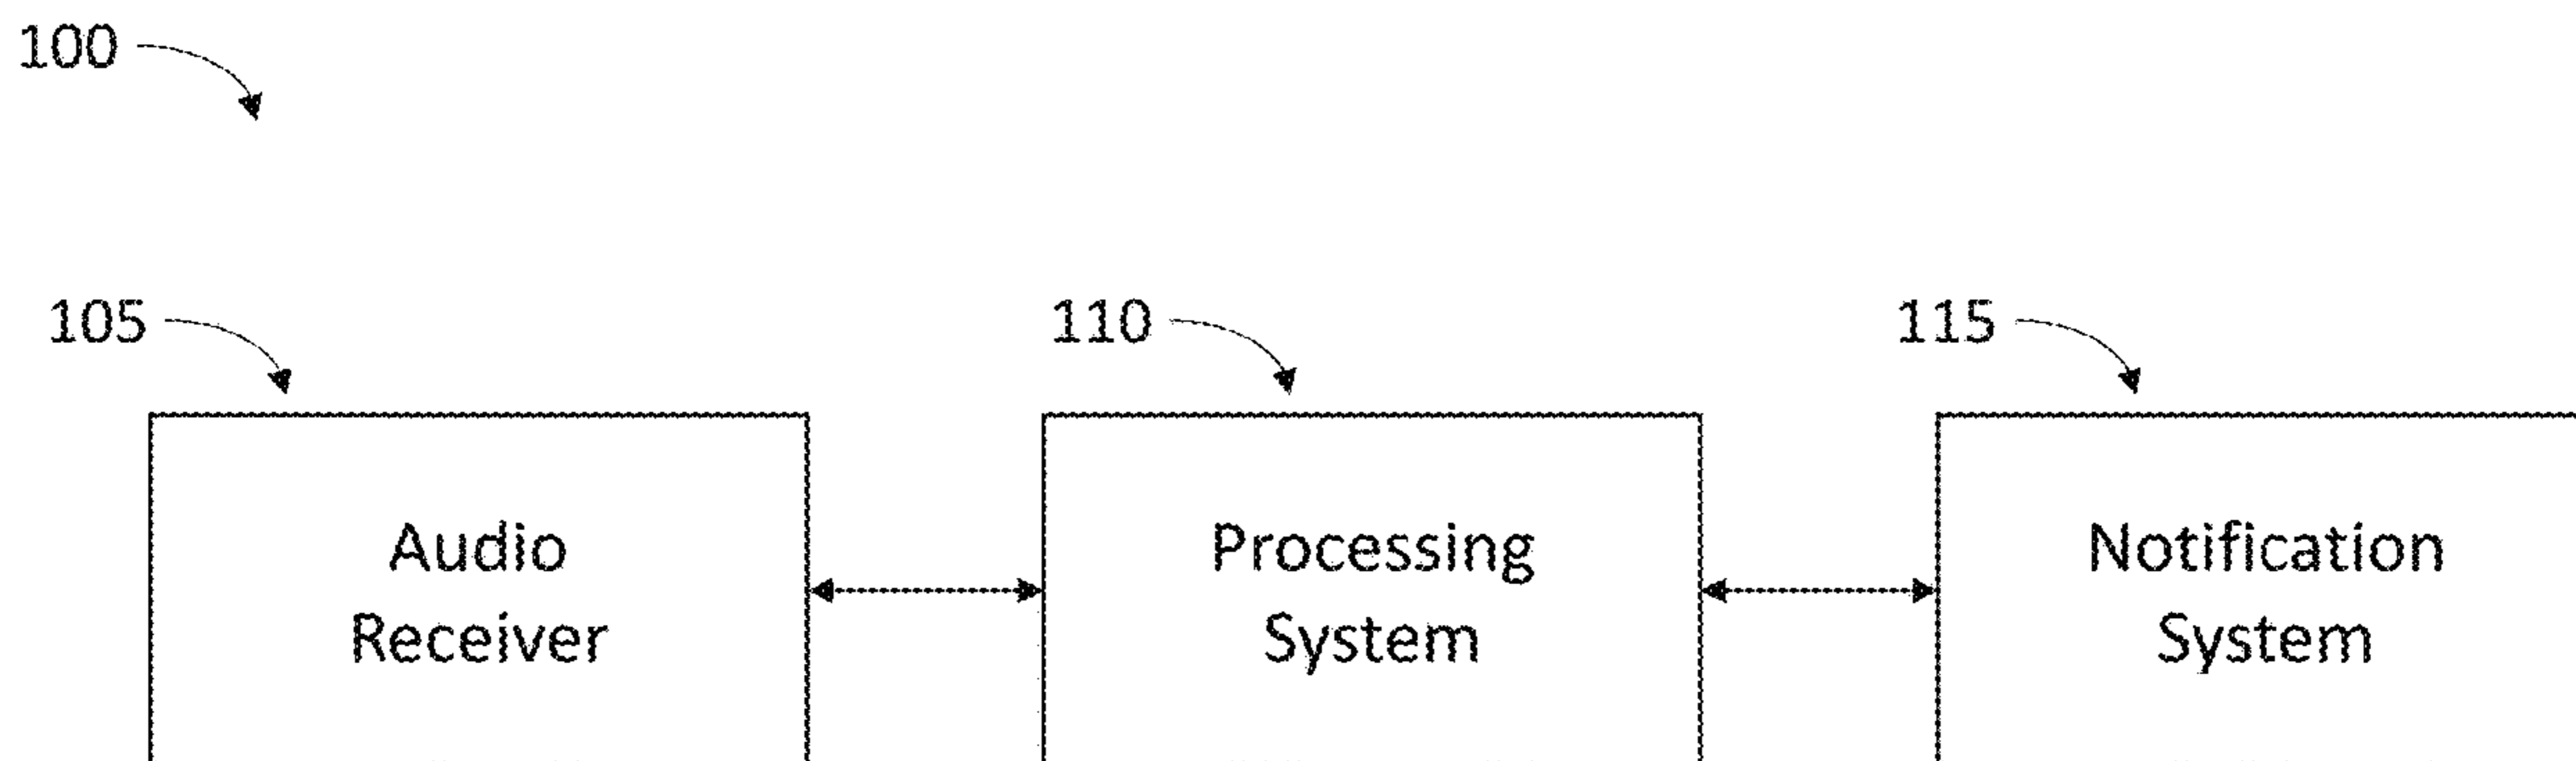 100
105
110
115
Audio
Receiver
Processing
System
Notification
System